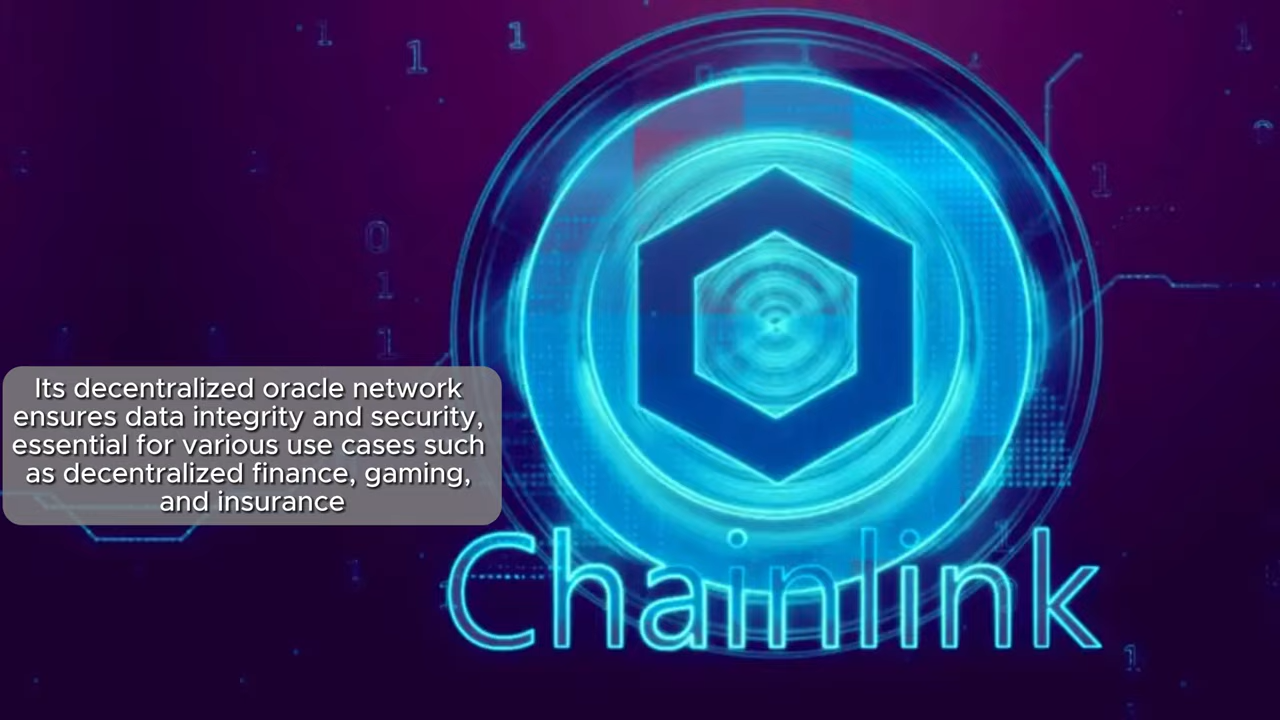 Its decentralized oracle network
ensures data integrity and security,
essential for various use cases such
as decentralized finance, gaming,
and insurance
Chainlink